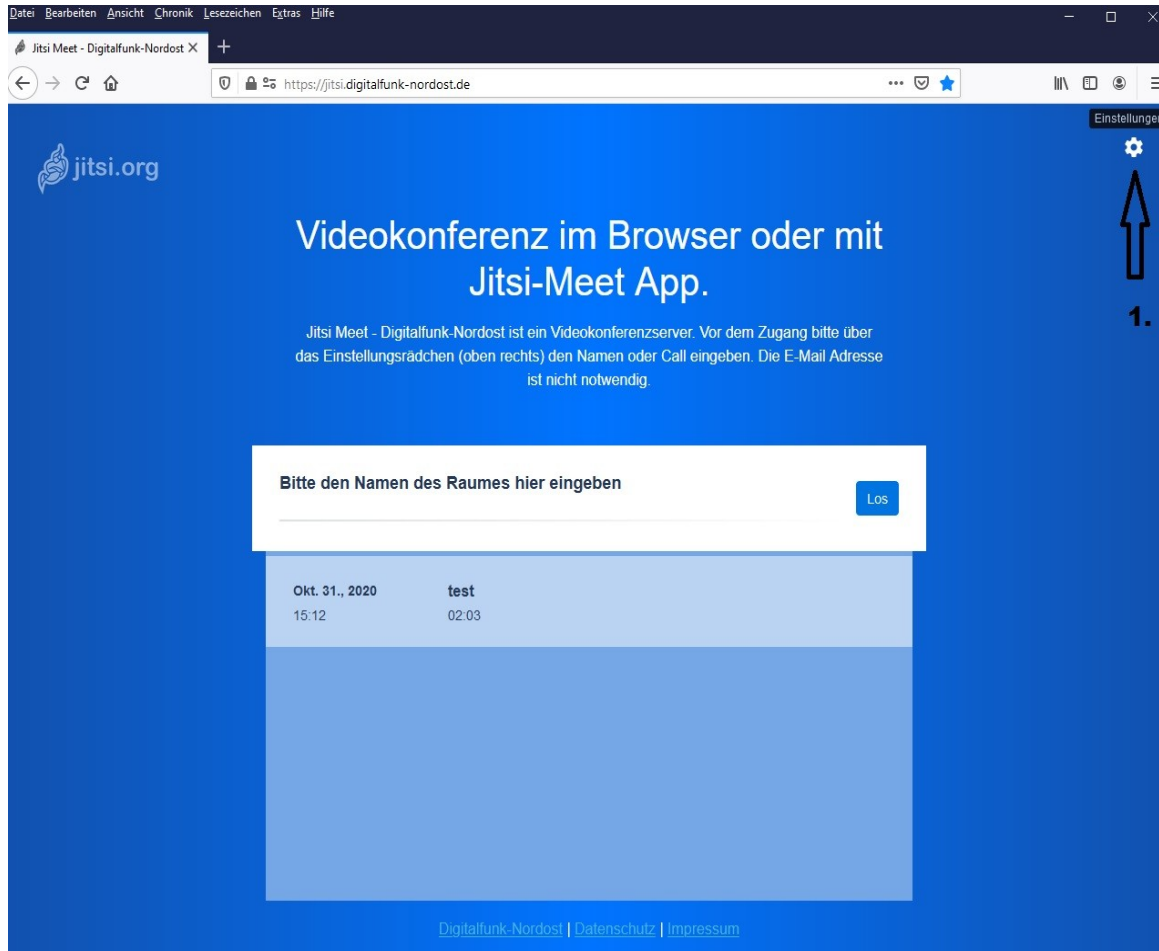 Datei Bearbeiten Ansicht Chronik Lesezeichen Extras Hilfe
Jitsi Meet - Digitalfunk-Nordost
https://jitsi.digitalfunk-nordost.de
Einstellungen
jitsi.org
Videokonferenz im Browser oder mit
Jitsi-Meet App.
1.
Jitsi Meet - Digitalfunk-Nordost ist ein Videokonferenzserver. Vor dem Zugang bitte über
das Einstellungsrädchen (oben rechts) den Namen oder Call eingeben. Die E-Mail Adresse
ist nicht notwendig.
Bitte den Namen des Raumes hier eingeben
Los
Okt. 31., 2020 test
15:12 02:03
Digitalfunk-Nordost | Datenschutz | Impressum